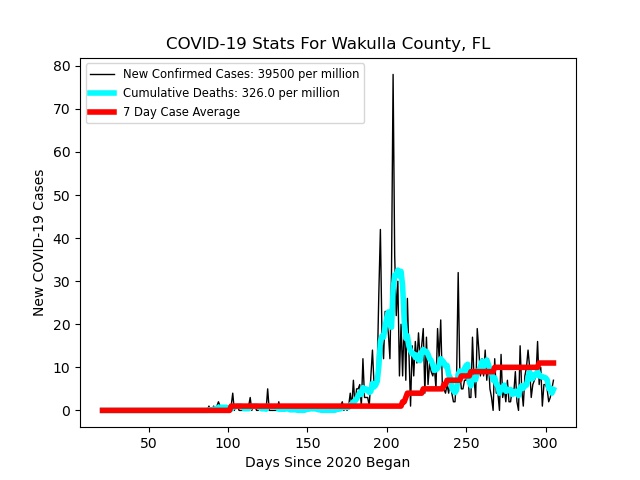 COVID-19 Stats For Wakulla County, FL
New Confirmed Cases: 39500 per million
Cumulative Deaths: 326.0 per million
7 Day Case Average
New COVID-19 Cases
80
70
60
50
40
30
20
10
0
50 100 150 200 250 300
Days Since 2020 Began